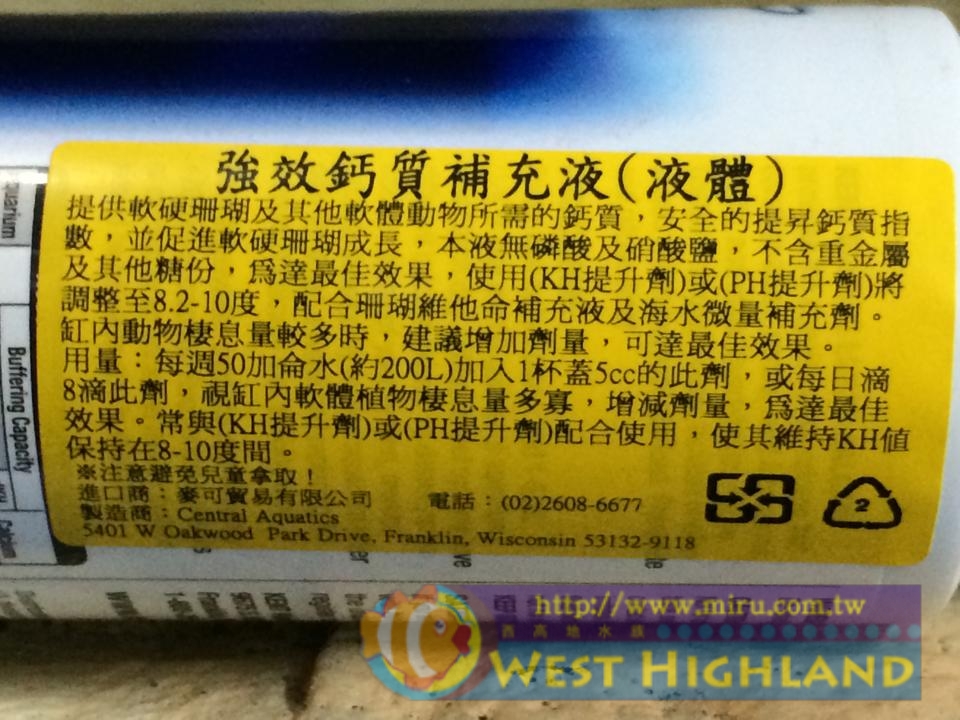 強效鈣質補充液(液體)
提供軟硬珊瑚及其他軟體動物所需的鈣質，安全的提昇鈣質指
數，並促進軟硬珊瑚成長，本液無磷酸及硝酸鹽，不含重金屬
及其他糖份，爲達最佳效果，使用(KH提升劑)或(PH提升劑)將
調整至8.2-10度，配合珊瑚維他命補充液及海水微量補充劑。
缸內動物棲息量較多時，建議增加劑量，可達最佳效果。
用量：每週50加侖水(約200L)加入1杯蓋5cc的此劑，或每日滴
8滴此劑，視缸內軟體植物棲息量多寡，增減劑量，爲達最佳
效果。常與(KH提升劑)或(PH提升劑)配合使用，使其維持KH値
保持在8-10度間。
※注意避免兒童拿取！
進口商：麥可貿易有限公司 電話：(02)2608-6677
製造商：Central Aquatics
5401 W Oakwood Park Drive, Franklin, Wisconsin 53132-9118
2
Buffering Capacity
http://www.miru.com.tw
西高地水族
WEST HIGHLAND